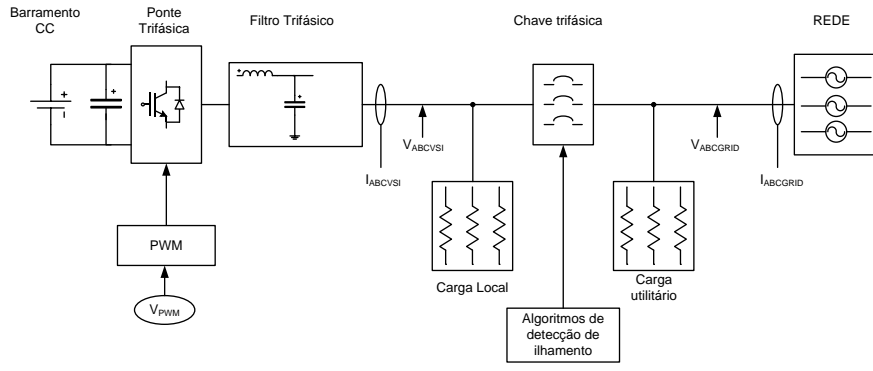 Barramento
CC
Ponte
Trifásica
Filtro Trifásico
Chave trifásica
REDE
V_ABCVSI
I_ABCVSI
V_ABCGRID
I_ABCGRID
PWM
V_PWM
Carga Local
Carga
utilitário
Algoritmos de
detecção de
ilhamento